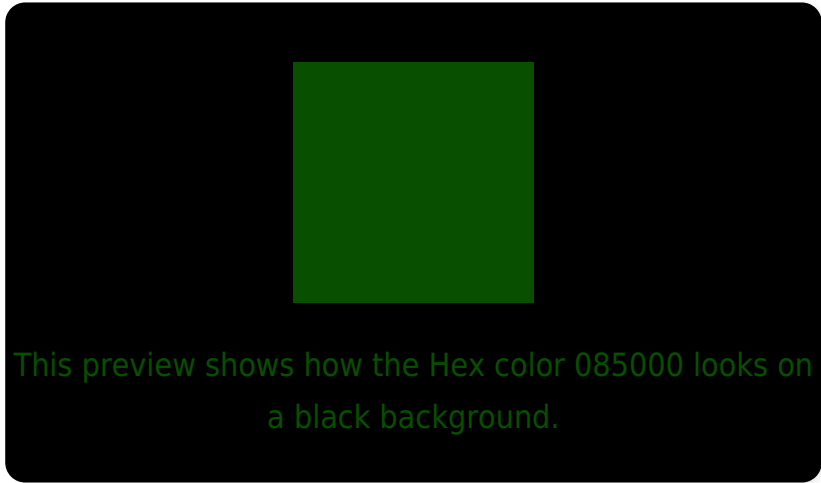 This preview shows how the Hex color 085000 looks on
a black background.